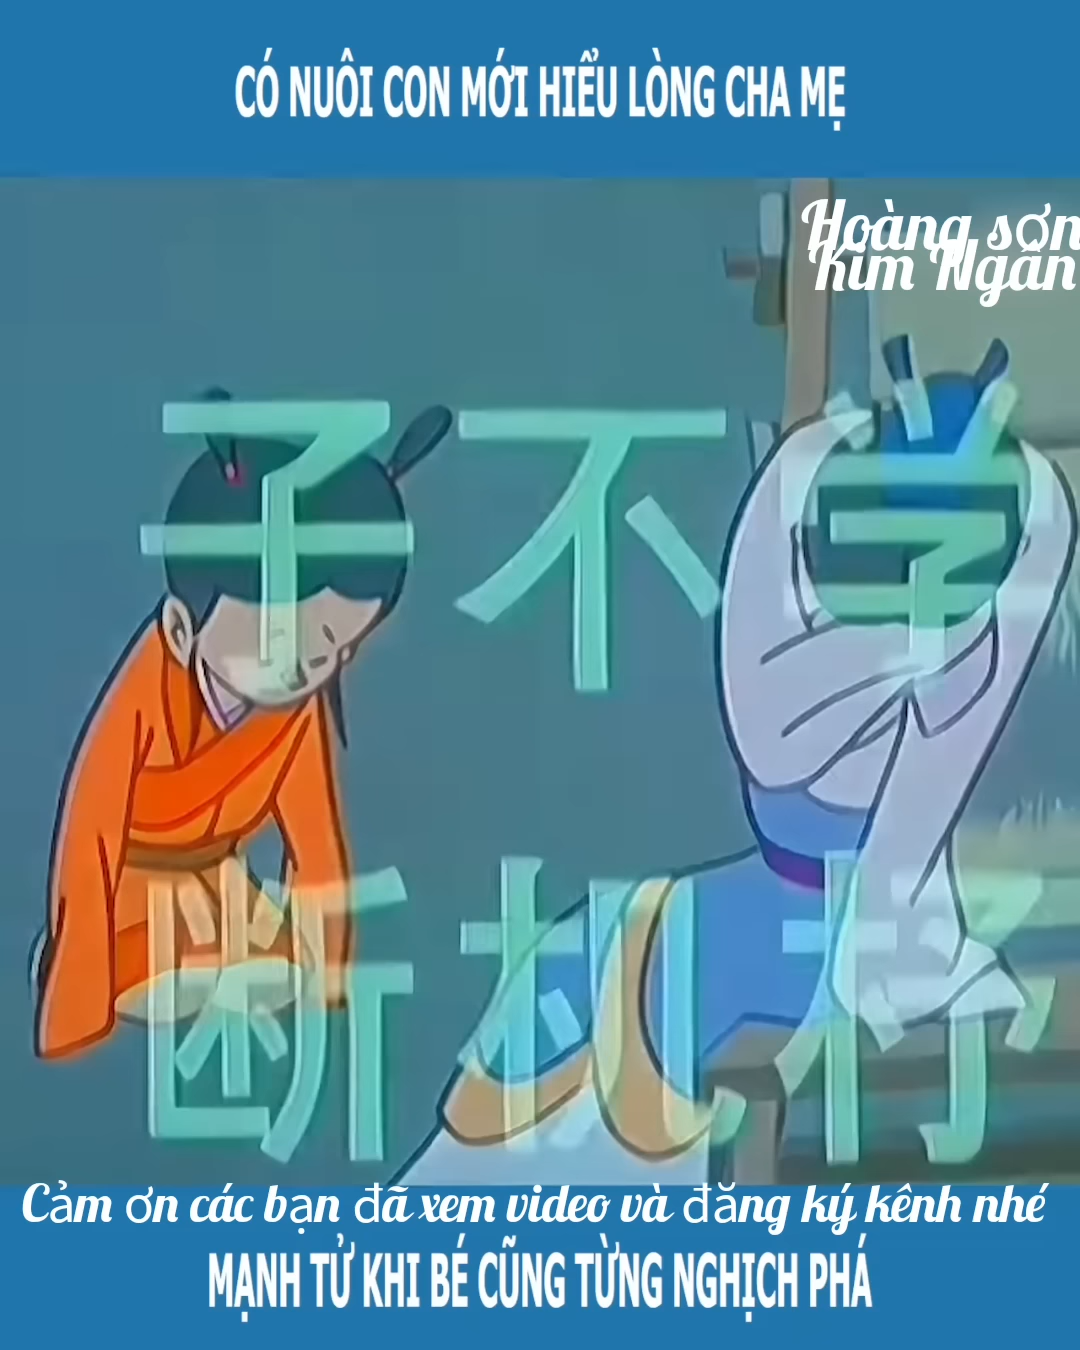 CÓ NUÔI CON MỚI HIỂU LÒNG CHA MẸ
Hoàng sơn
Kim Ngân
子不学
断机杼
Cảm ơn các bạn đã xem video và đăng ký kênh nhé
MẠNH TỬ KHI BÉ CŨNG TỪNG NGHỊCH PHÁ